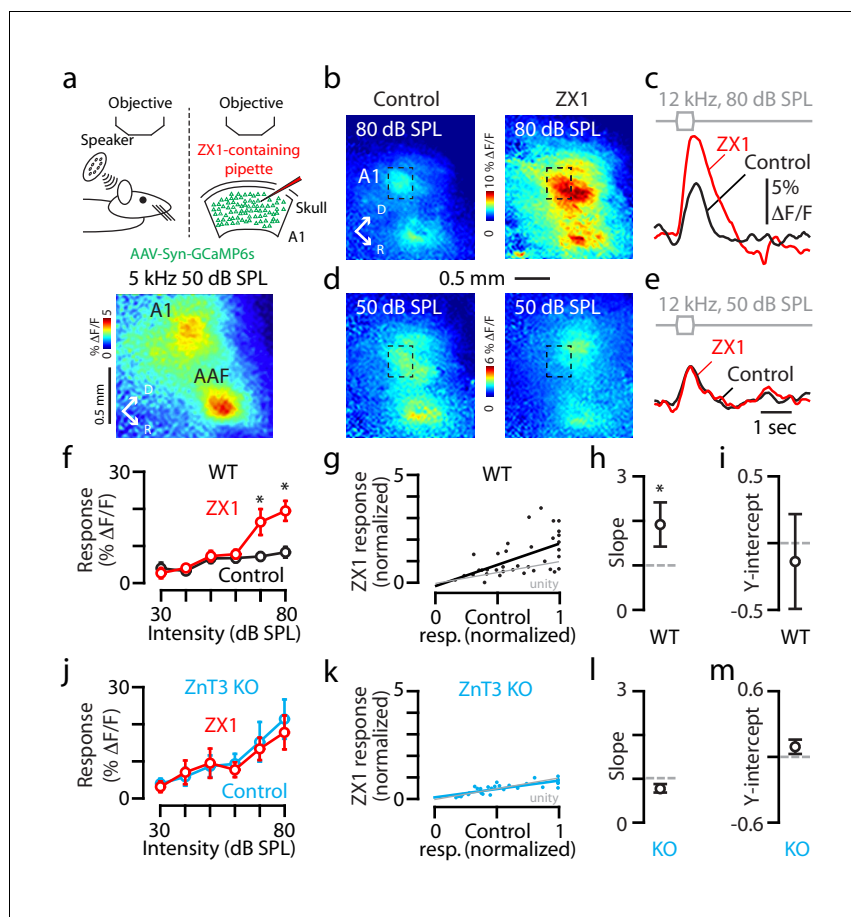 a
Objective
Objective
Speaker
ZX1-containing
pipette
Skull
A1
AAV-Syn-GCaMP6s
5 kHz 50 dB SPL
% ΔF/F
0 5
0.5 mm
A1
AAF
D
R
b
Control
ZX1
80 dB SPL
80 dB SPL
A1
D
R
0 10 % ΔF/F
0.5 mm
c
12 kHz, 80 dB SPL
ZX1
Control
5%
ΔF/F
d
50 dB SPL
50 dB SPL
0 6 % ΔF/F
e
12 kHz, 50 dB SPL
ZX1
Control
1 sec
f
WT
Response
(% ΔF/F)
30
0
ZX1
* *
Control
30 80
Intensity (dB SPL)
g
WT
ZX1 response
(normalized)
5
0
unity
0 1
Control
resp. (normalized)
h
Slope
3
0
*
WT
i
Y-intercept
0.5
-0.5
WT
j
ZnT3 KO
Response
(% ΔF/F)
30
0
ZX1
Control
30 80
Intensity (dB SPL)
k
ZnT3 KO
ZX1 response
(normalized)
5
0
unity
0 1
Control
resp. (normalized)
l
Slope
3
0
KO
m
Y-intercept
0.6
-0.6
KO